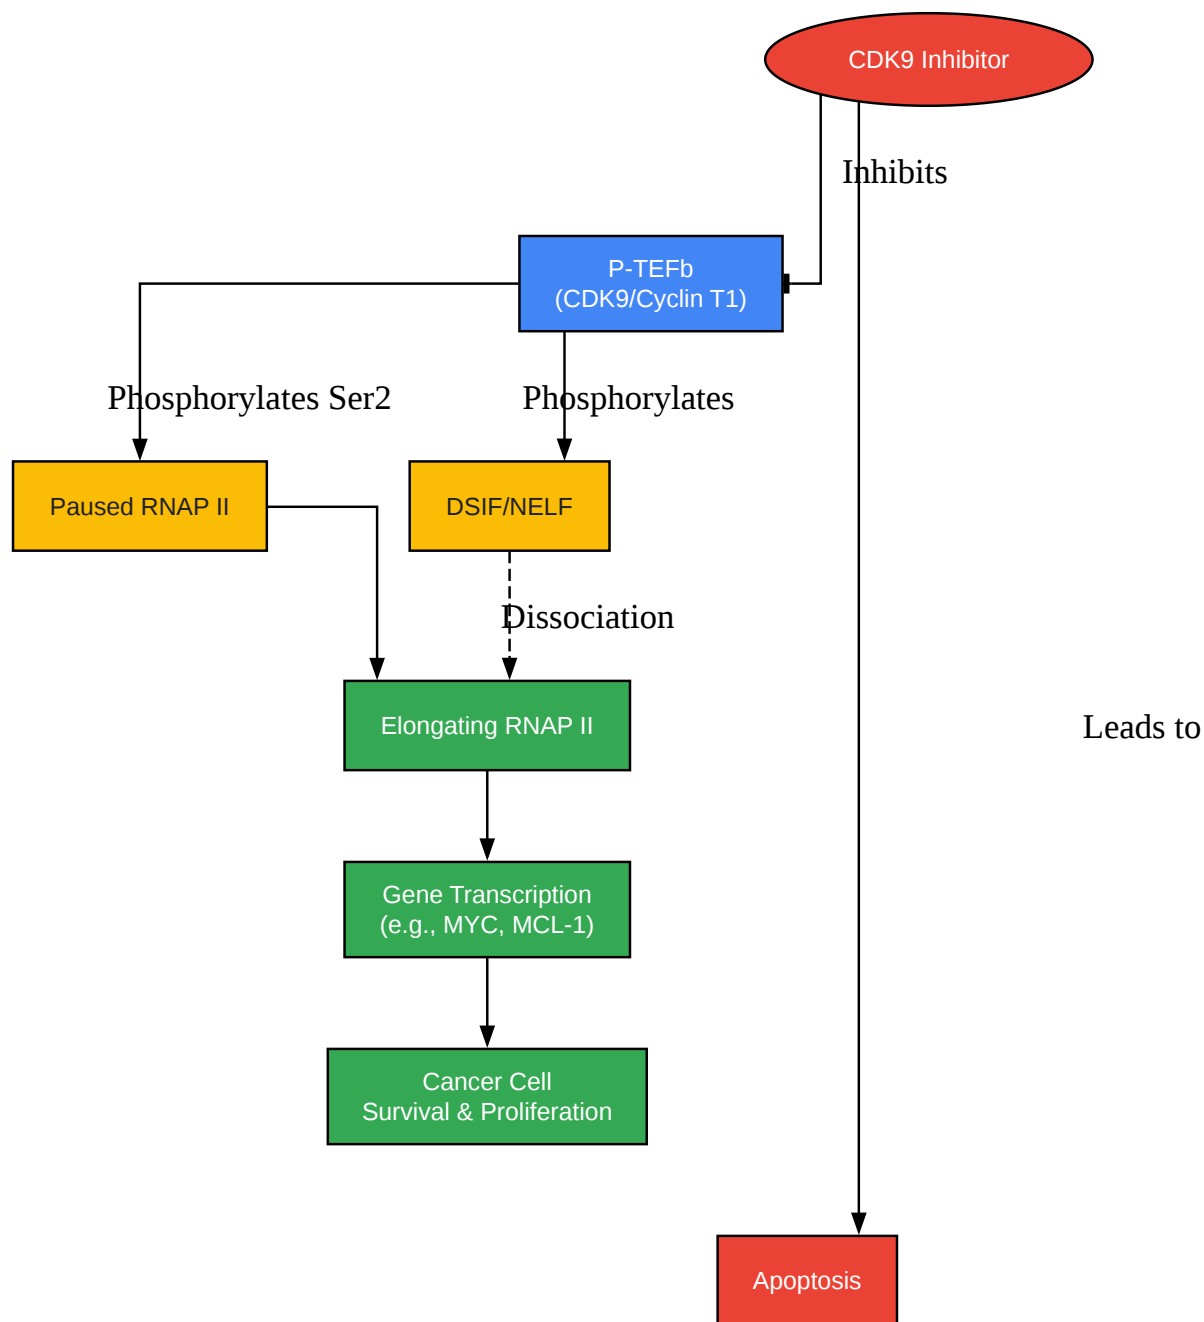 CDK9 Inhibitor
Inhibits
P-TEFb
(CDK9/Cyclin T1)
Phosphorylates Ser2
Phosphorylates
Paused RNAP II
DSIF/NELF
Dissociation
Elongating RNAP II
Leads to
Gene Transcription
(e.g., MYC, MCL-1)
Cancer Cell
Survival & Proliferation
Apoptosis